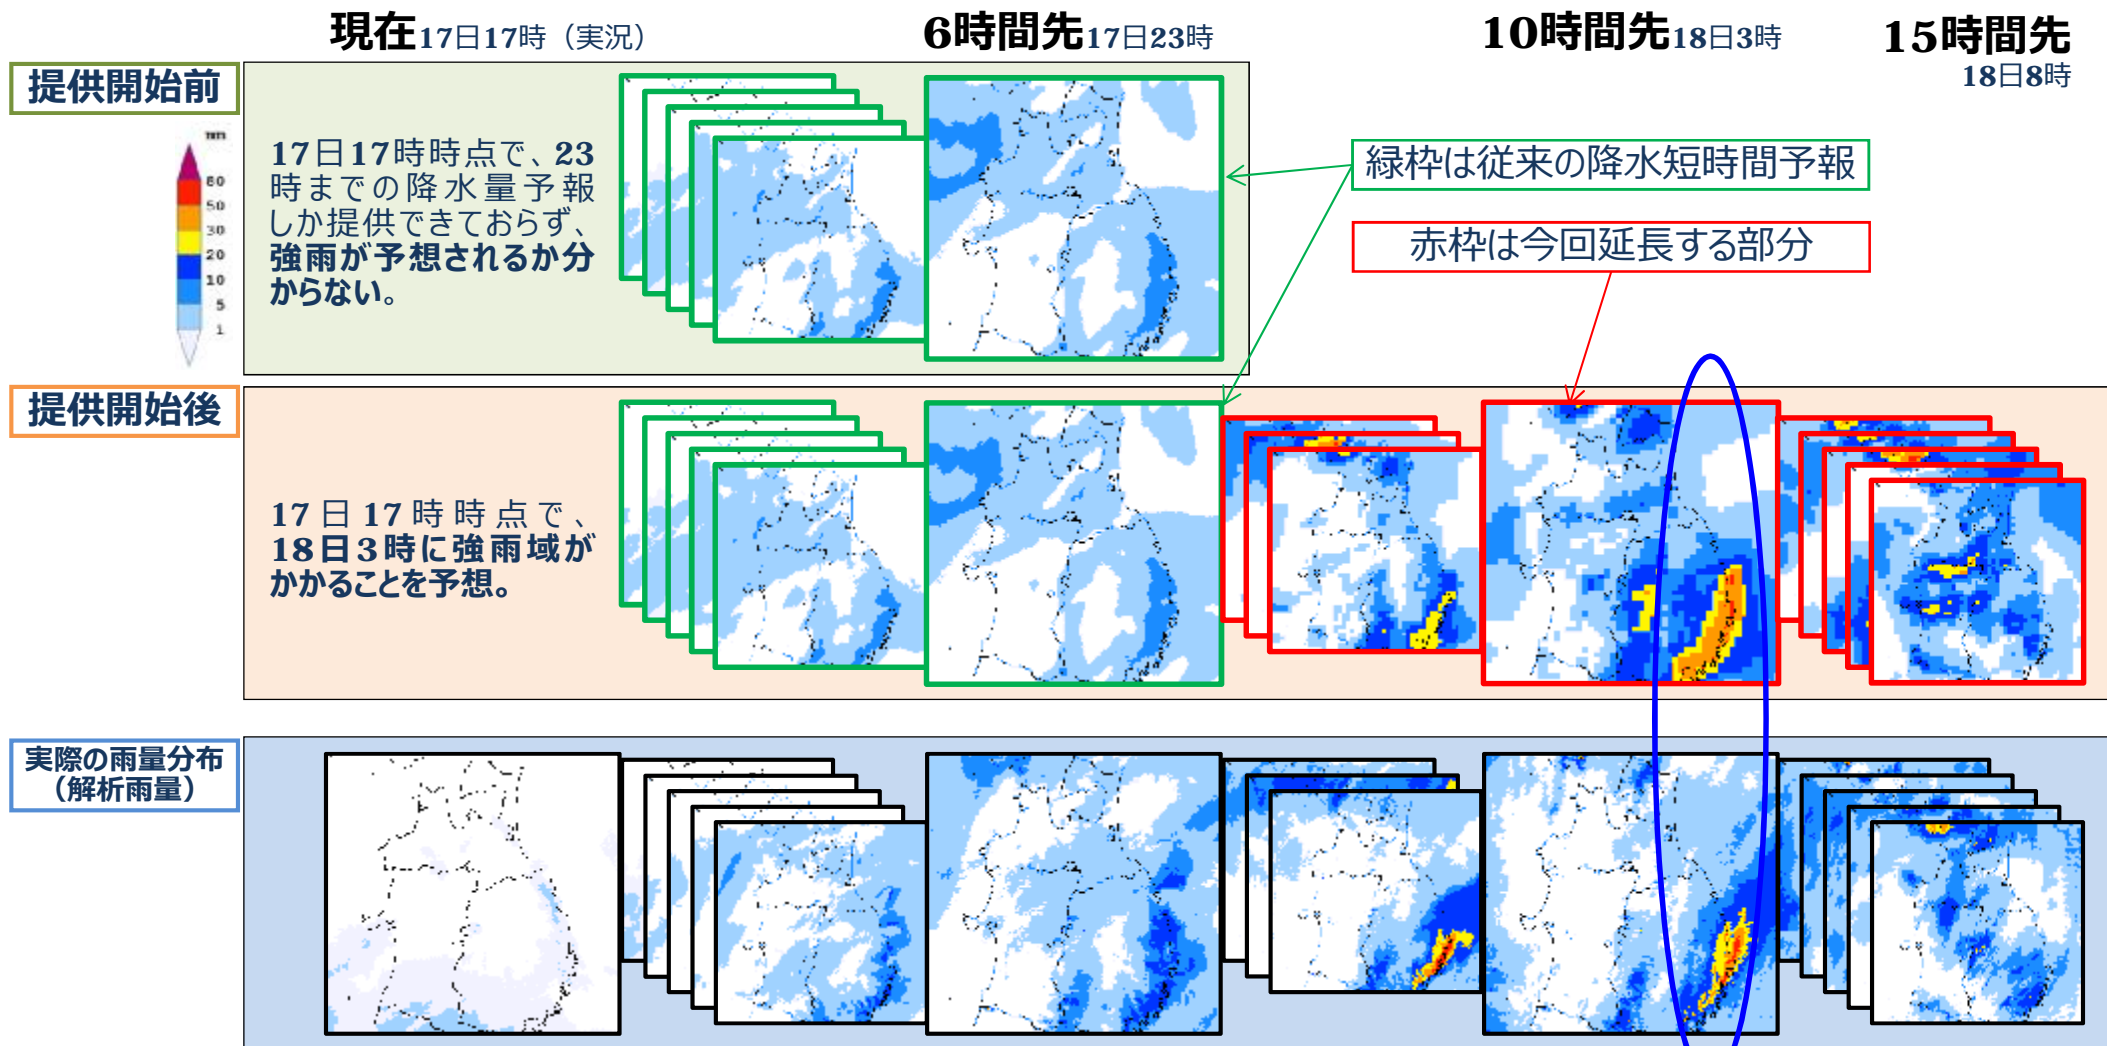 現在17日17時（実況）
6時間先17日23時
10時間先18日3時
15時間先
18日8時
提供開始前
mm
80
50
30
20
10
5
1
17日17時時点で、23
時までの降水量予報
しか提供できておらず、
強雨が予想されるか分
からない。
緑枠は従来の降水短時間予報
赤枠は今回延長する部分
提供開始後
17日17時時点で、
18日3時に強雨域が
かかることを予想。
実際の雨量分布
（解析雨量）